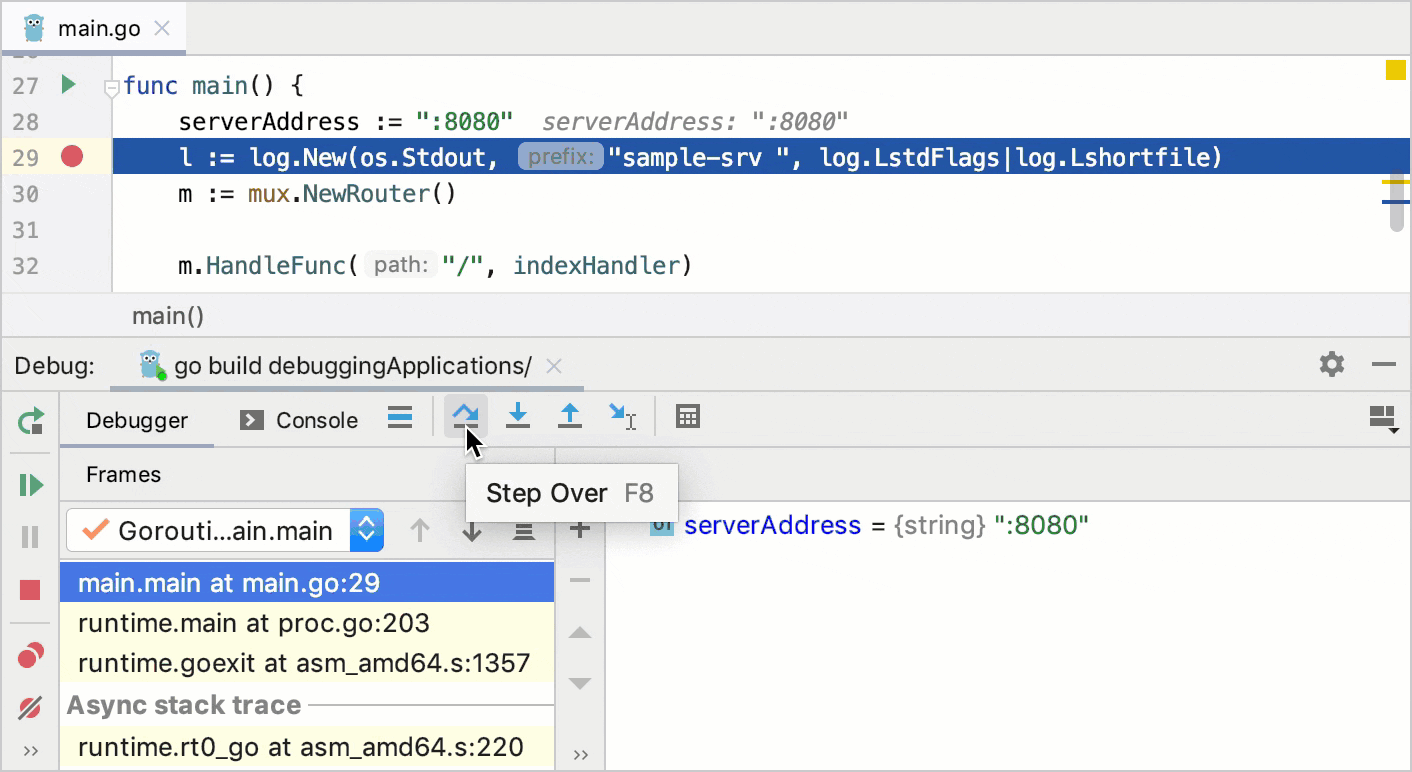 main.go
27 func main() {
28 serverAddress := ":8080" serverAddress: ":8080"
29 l := log.New(os.Stdout, prefix: "sample-srv ", log.LstdFlags|log.Lshortfile)
30 m := mux.NewRouter()
31
32 m.HandleFunc( path: "/", indexHandler)
main()
Debug: go build debuggingApplications/
Debugger Console
Frames
Step Over F8
Gorouti...ain.main
serverAddress = {string} ":8080"
main.main at main.go:29
runtime.main at proc.go:203
runtime.goexit at asm_amd64.s:1357
Async stack trace
runtime.rt0_go at asm_amd64.s:220